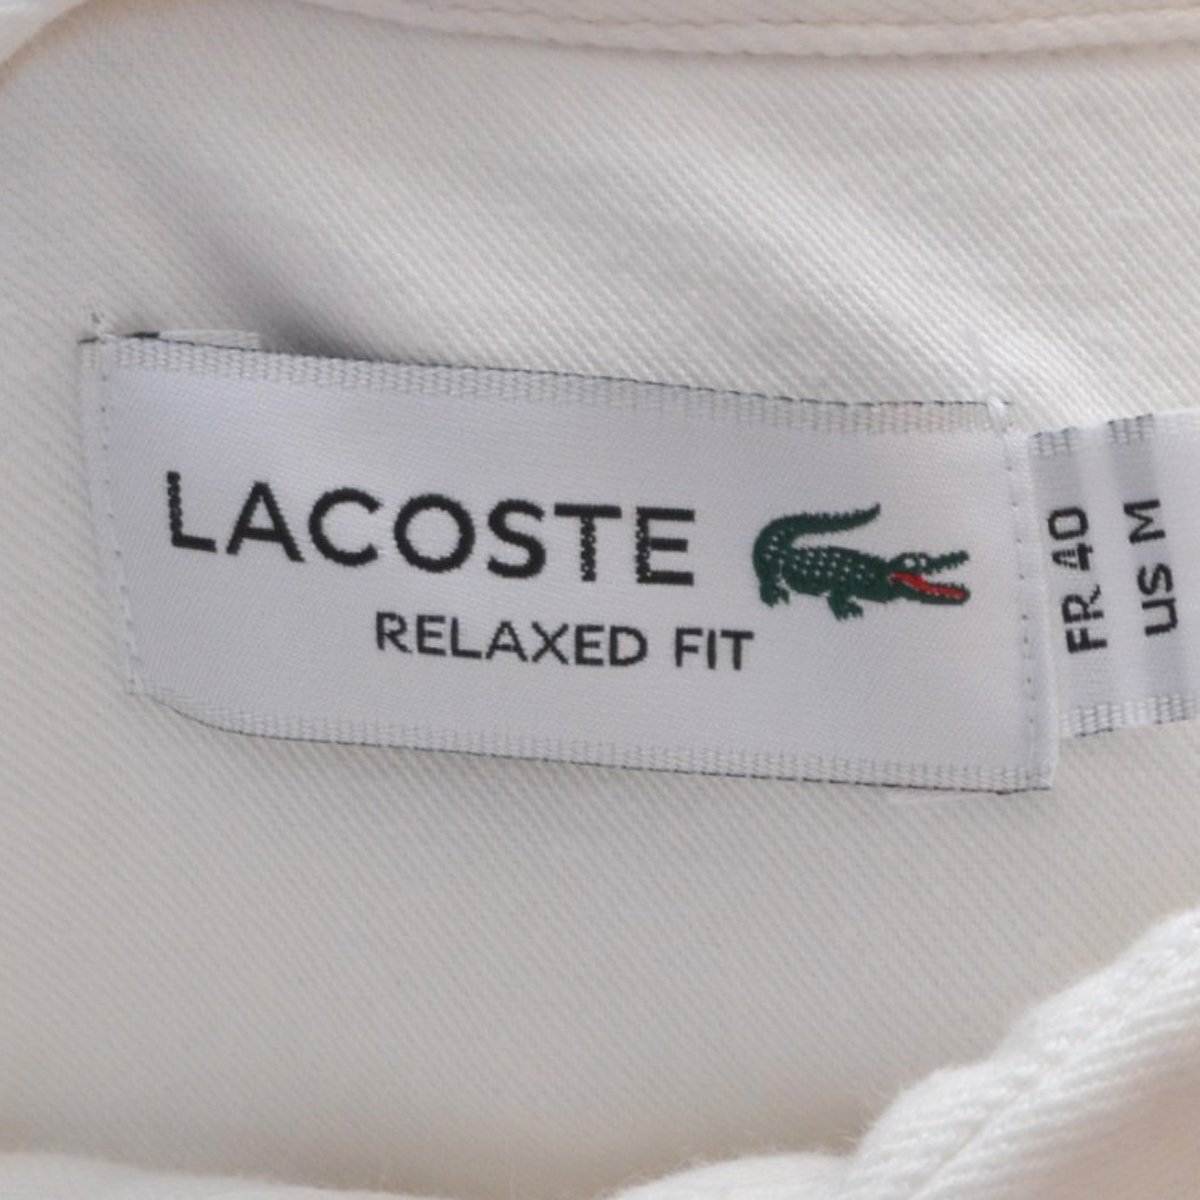 LACOSTE
RELAXED FIT
FR 40
US M